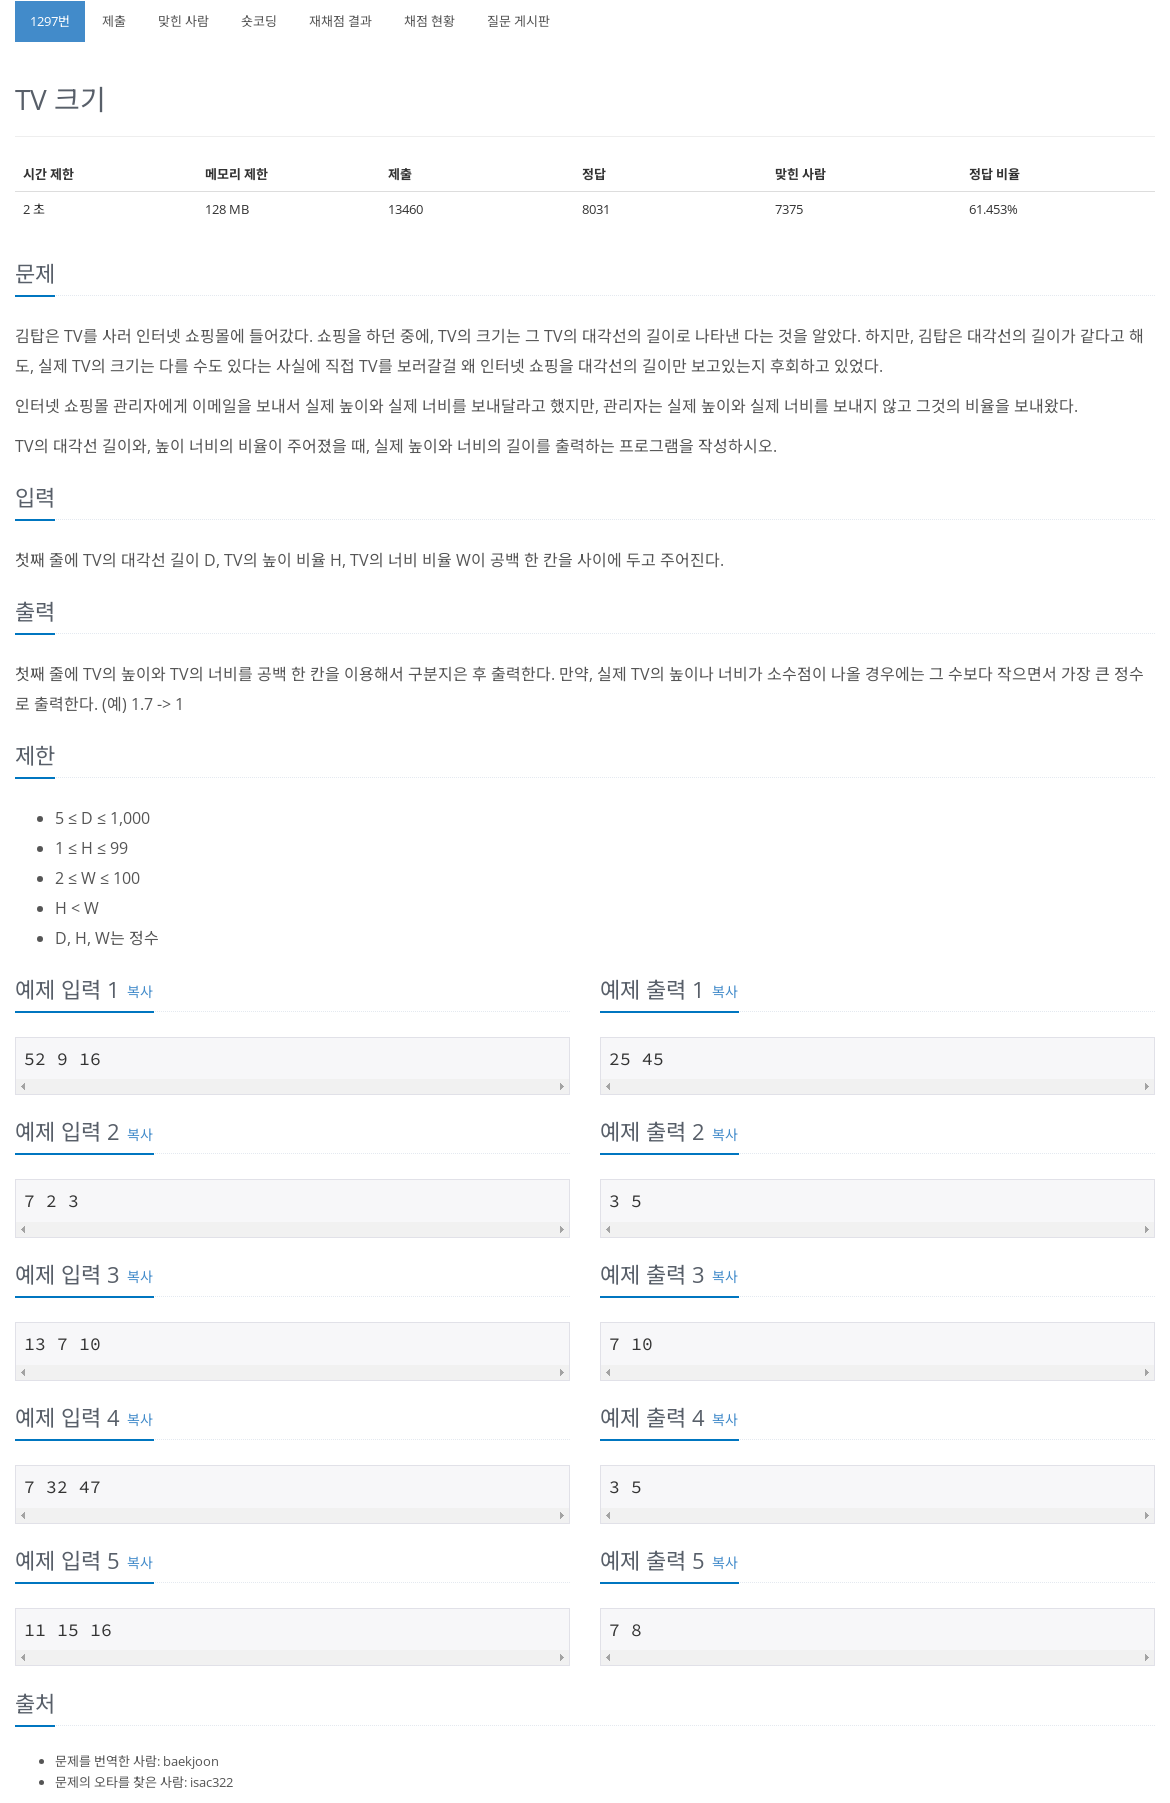 1297번 제출 맞힌 사람 숏코딩 재채점 결과 채점 현황 질문 게시판
TV 크기
시간 제한 메모리 제한 제출 정답 맞힌 사람 정답 비율
2 초 128 MB 13460 8031 7375 61.453%
문제
김탑은 TV를 사러 인터넷 쇼핑몰에 들어갔다. 쇼핑을 하던 중에, TV의 크기는 그 TV의 대각선의 길이로 나타낸 다는 것을 알았다. 하지만, 김탑은 대각선의 길이가 같다고 해
도, 실제 TV의 크기는 다를 수도 있다는 사실에 직접 TV를 보러갈걸 왜 인터넷 쇼핑을 대각선의 길이만 보고있는지 후회하고 있었다.
인터넷 쇼핑몰 관리자에게 이메일을 보내서 실제 높이와 실제 너비를 보내달라고 했지만, 관리자는 실제 높이와 실제 너비를 보내지 않고 그것의 비율을 보내왔다.
TV의 대각선 길이와, 높이 너비의 비율이 주어졌을 때, 실제 높이와 너비의 길이를 출력하는 프로그램을 작성하시오.
입력
첫째 줄에 TV의 대각선 길이 D, TV의 높이 비율 H, TV의 너비 비율 W이 공백 한 칸을 사이에 두고 주어진다.
출력
첫째 줄에 TV의 높이와 TV의 너비를 공백 한 칸을 이용해서 구분지은 후 출력한다. 만약, 실제 TV의 높이나 너비가 소수점이 나올 경우에는 그 수보다 작으면서 가장 큰 정수
로 출력한다. (예) 1.7 -> 1
제한
• 5 ≤ D ≤ 1,000
• 1 ≤ H ≤ 99
• 2 ≤ W ≤ 100
• H < W
• D, H, W는 정수
예제 입력 1 복사 예제 출력 1 복사
52 9 16 25 45
예제 입력 2 복사 예제 출력 2 복사
7 2 3 3 5
예제 입력 3 복사 예제 출력 3 복사
13 7 10 7 10
예제 입력 4 복사 예제 출력 4 복사
7 32 47 3 5
예제 입력 5 복사 예제 출력 5 복사
11 15 16 7 8
출처
• 문제를 번역한 사람: baekjoon
• 문제의 오타를 찾은 사람: isac322